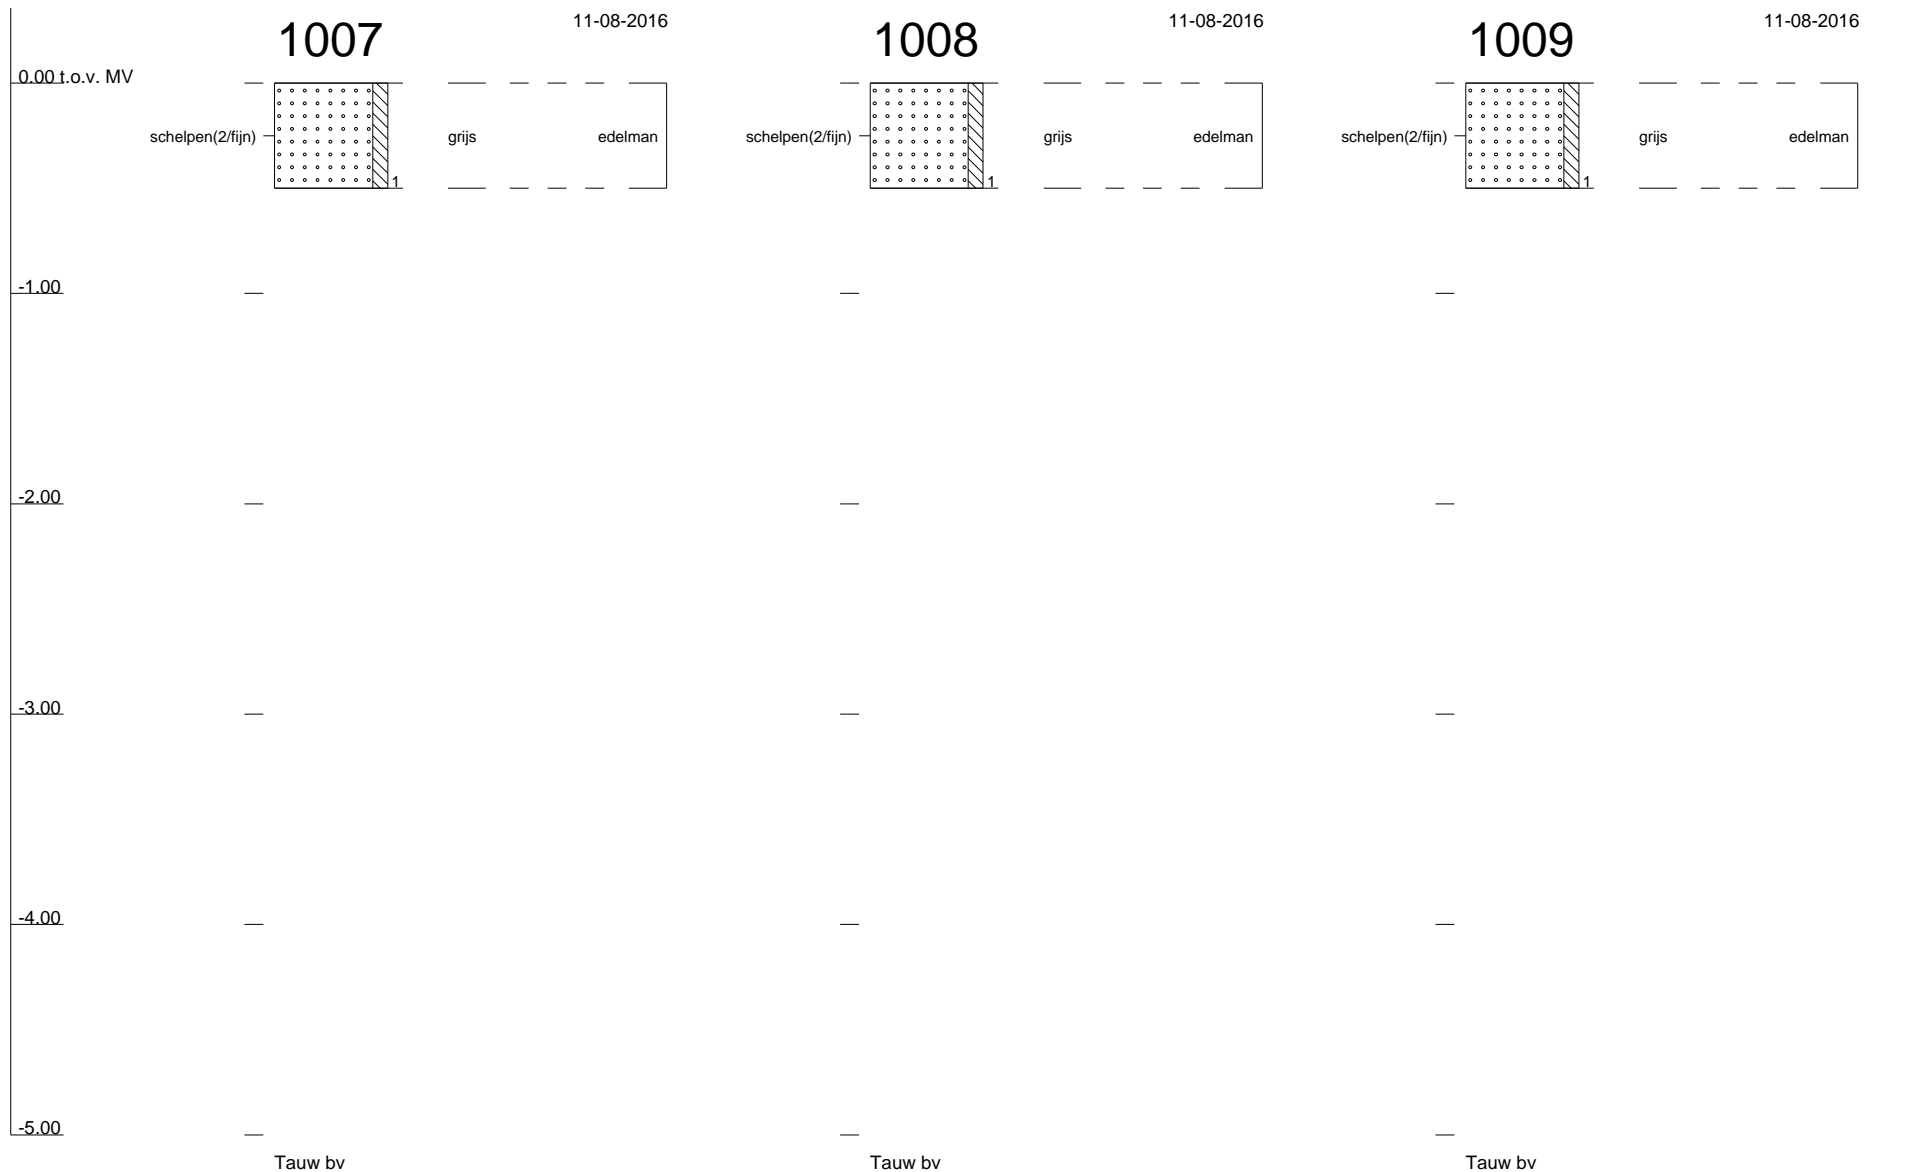 1007 11-08-2016 1008 11-08-2016 1009 11-08-2016
0.00 t.o.v. MV
schelpen(2/fijn) grijs edelman schelpen(2/fijn) grijs edelman schelpen(2/fijn) grijs edelman
1 1 1
-1.00
-2.00
-3.00
-4.00
-5.00
Tauw bv Tauw bv Tauw bv